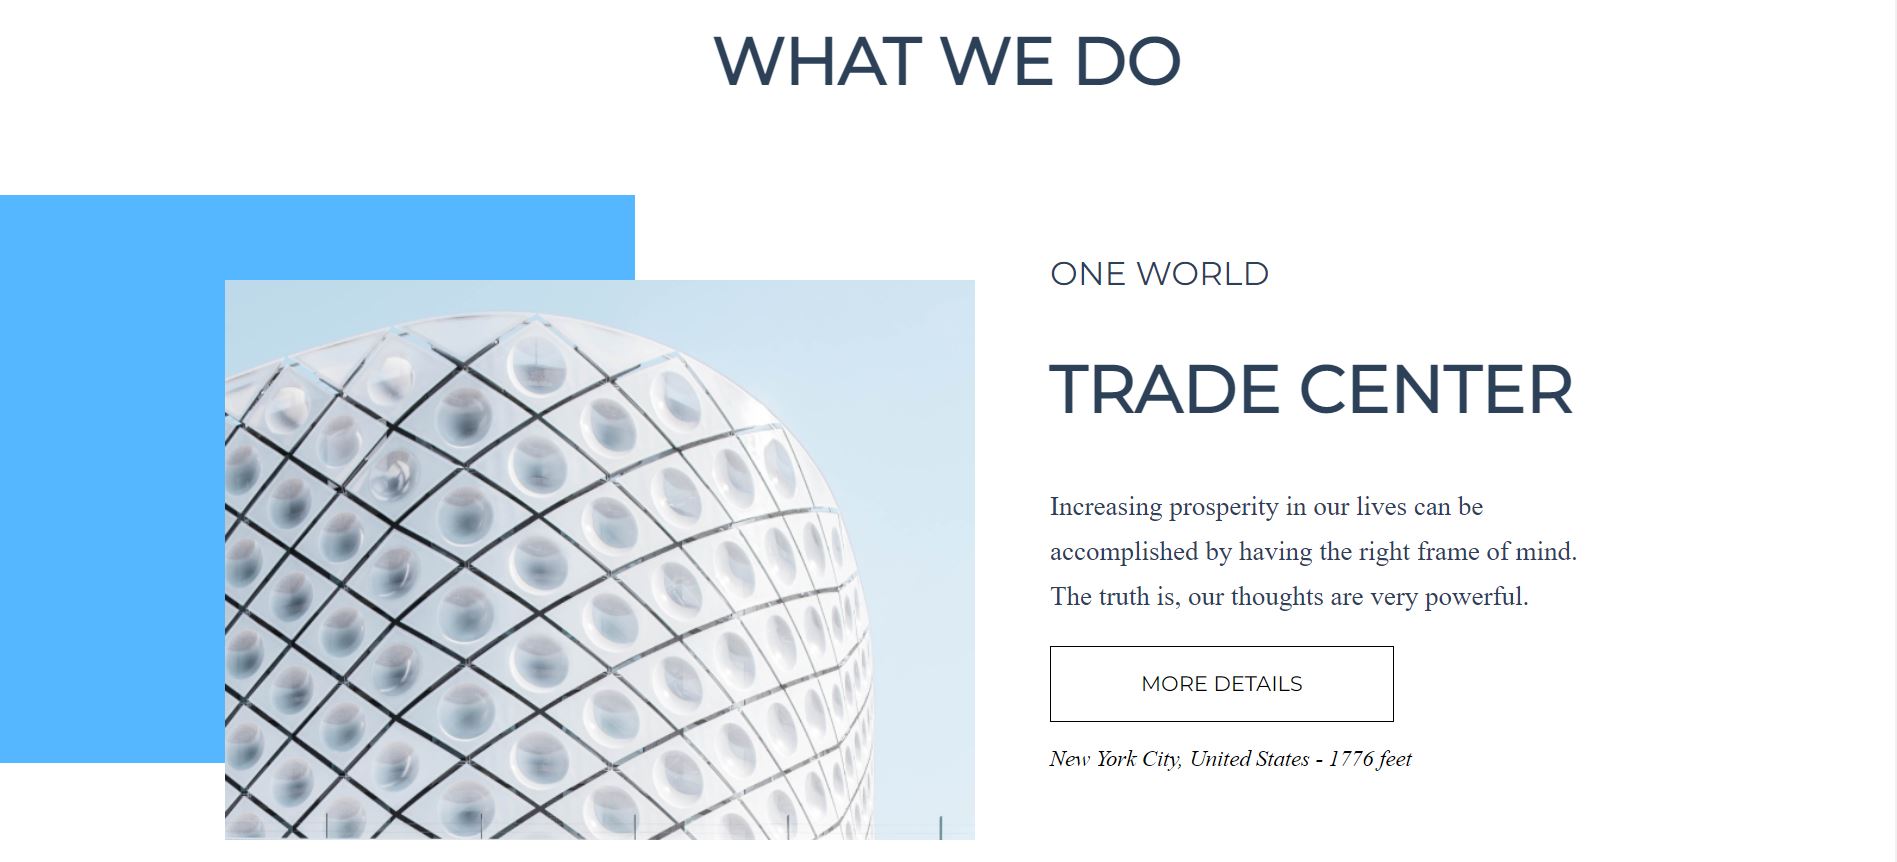 WHAT WE DO
ONE WORLD
TRADE CENTER
Increasing prosperity in our lives can be
accomplished by having the right frame of mind.
The truth is, our thoughts are very powerful.
MORE DETAILS
New York City, United States - 1776 feet